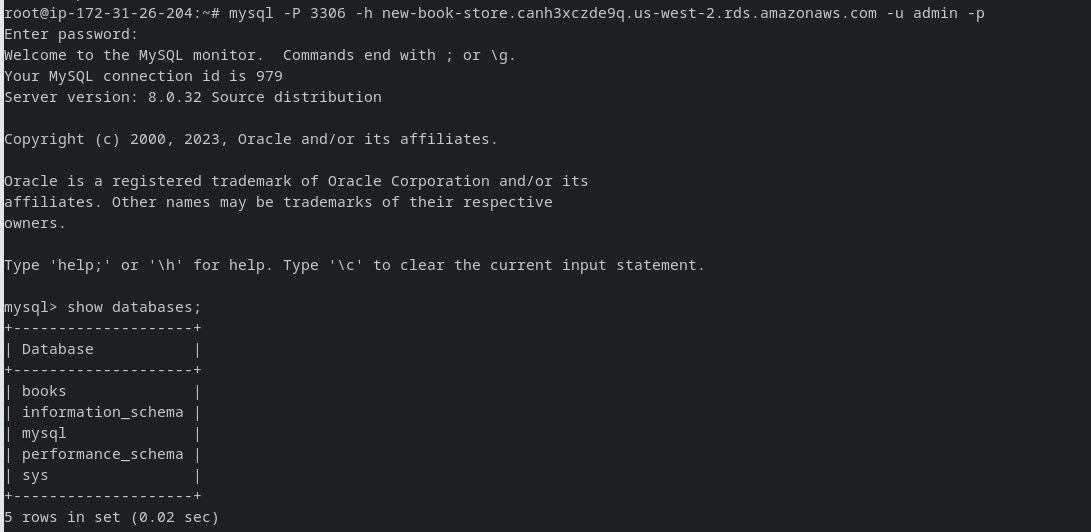 root@ip-172-31-26-204:~# mysql -P 3306 -h new-book-store.canh3xczde9q.us-west-2.rds.amazonaws.com -u admin -p
Enter password:
Welcome to the MySQL monitor.  Commands end with ; or \g.
Your MySQL connection id is 979
Server version: 8.0.32 Source distribution

Copyright (c) 2000, 2023, Oracle and/or its affiliates.

Oracle is a registered trademark of Oracle Corporation and/or its
affiliates. Other names may be trademarks of their respective
owners.

Type 'help;' or '\h' for help. Type '\c' to clear the current input statement.

mysql> show databases;
+--------------------+
| Database           |
+--------------------+
| books              |
| information_schema |
| mysql              |
| performance_schema |
| sys                |
+--------------------+
5 rows in set (0.02 sec)